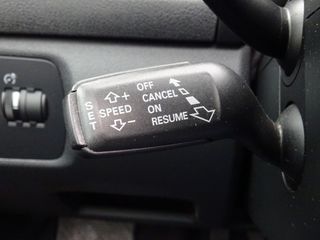 SET
+
SPEED
-
OFF
CANCEL
ON
RESUME